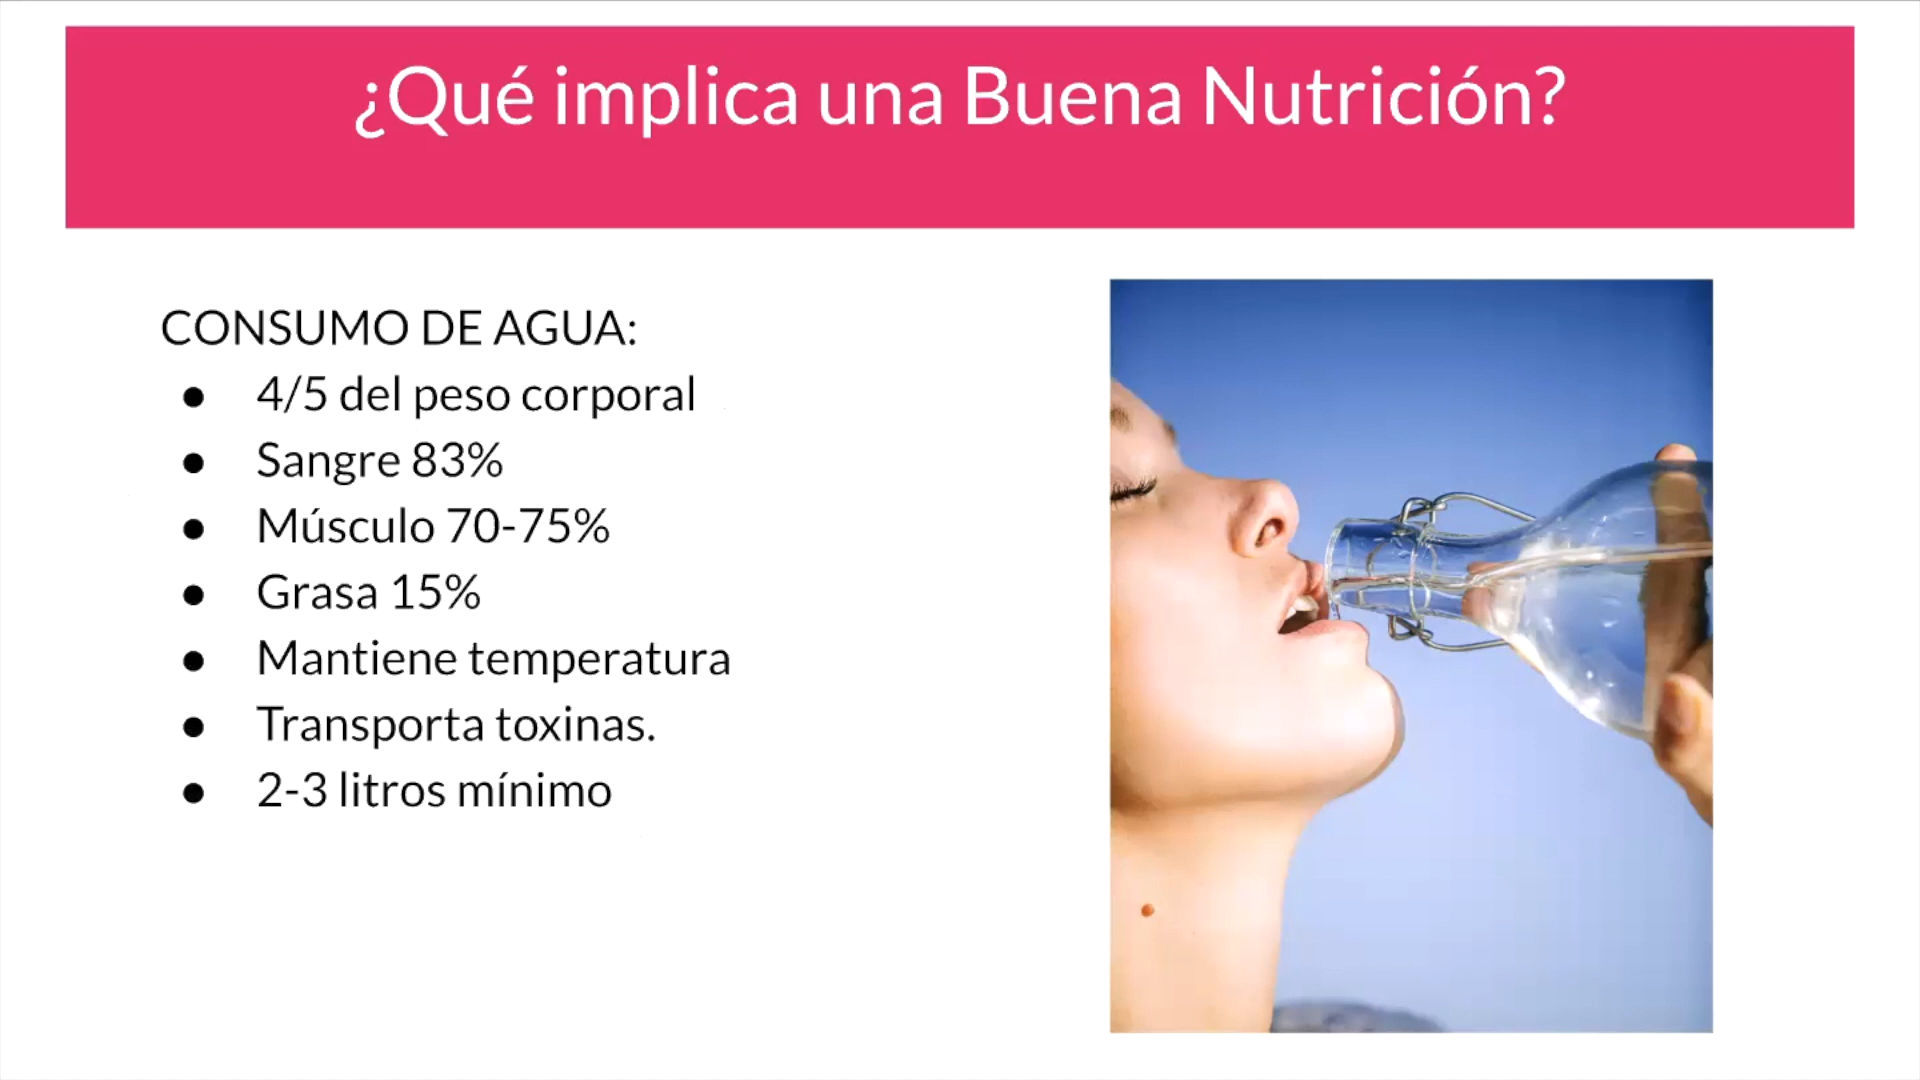 ¿Qué implica una Buena Nutrición?
CONSUMO DE AGUA:
● 4/5 del peso corporal
● Sangre 83%
● Músculo 70-75%
● Grasa 15%
● Mantiene temperatura
● Transporta toxinas.
● 2-3 litros mínimo